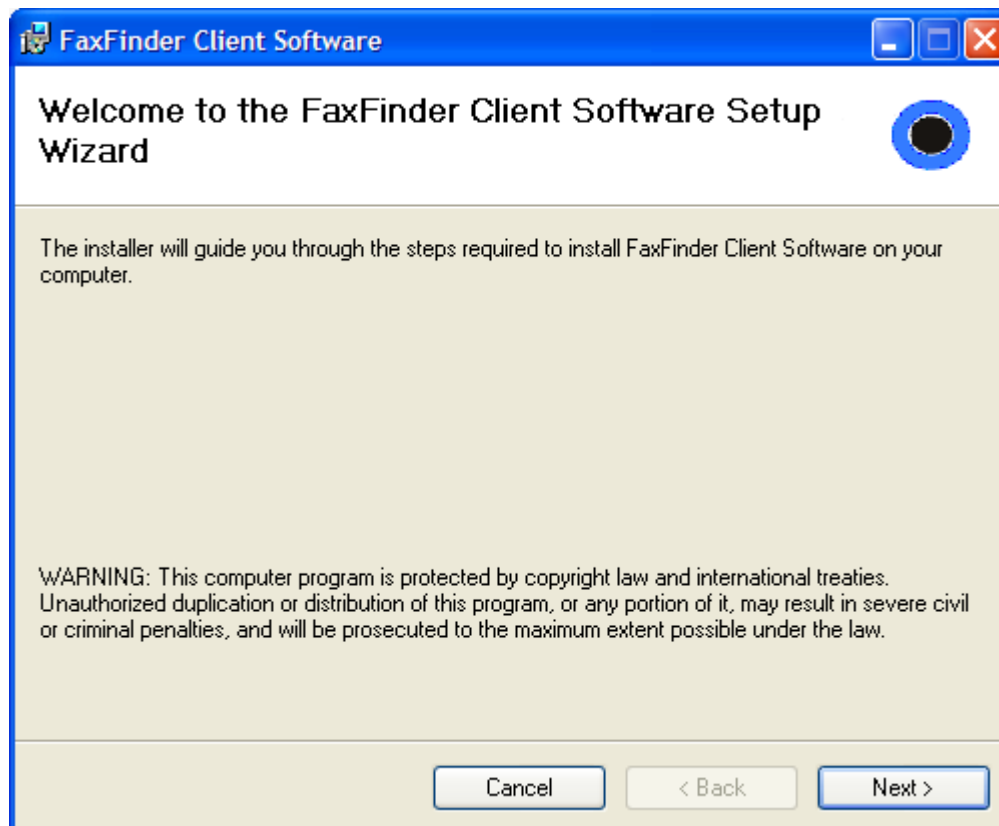 FaxFinder Client Software
Welcome to the FaxFinder Client Software Setup
Wizard
The installer will guide you through the steps required to install FaxFinder Client Software on your
computer.
WARNING: This computer program is protected by copyright law and international treaties.
Unauthorized duplication or distribution of this program, or any portion of it, may result in severe civil
or criminal penalties, and will be prosecuted to the maximum extent possible under the law.
Cancel < Back Next >